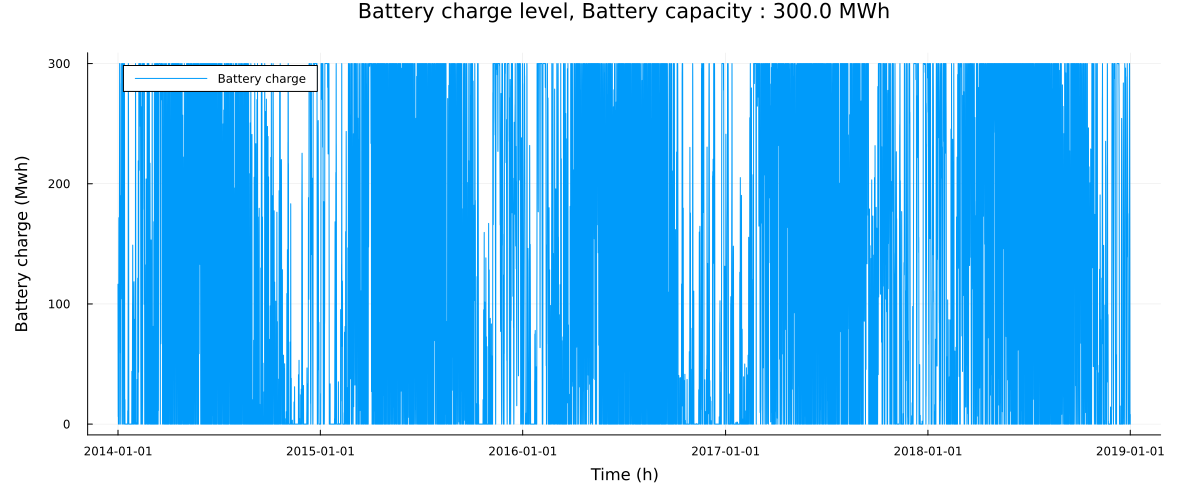 Battery charge level, Battery capacity : 300.0 MWh
300
Battery charge
200
100
0
Battery charge (Mwh)
2014-01-01 2015-01-01 2016-01-01 2017-01-01 2018-01-01 2019-01-01
Time (h)